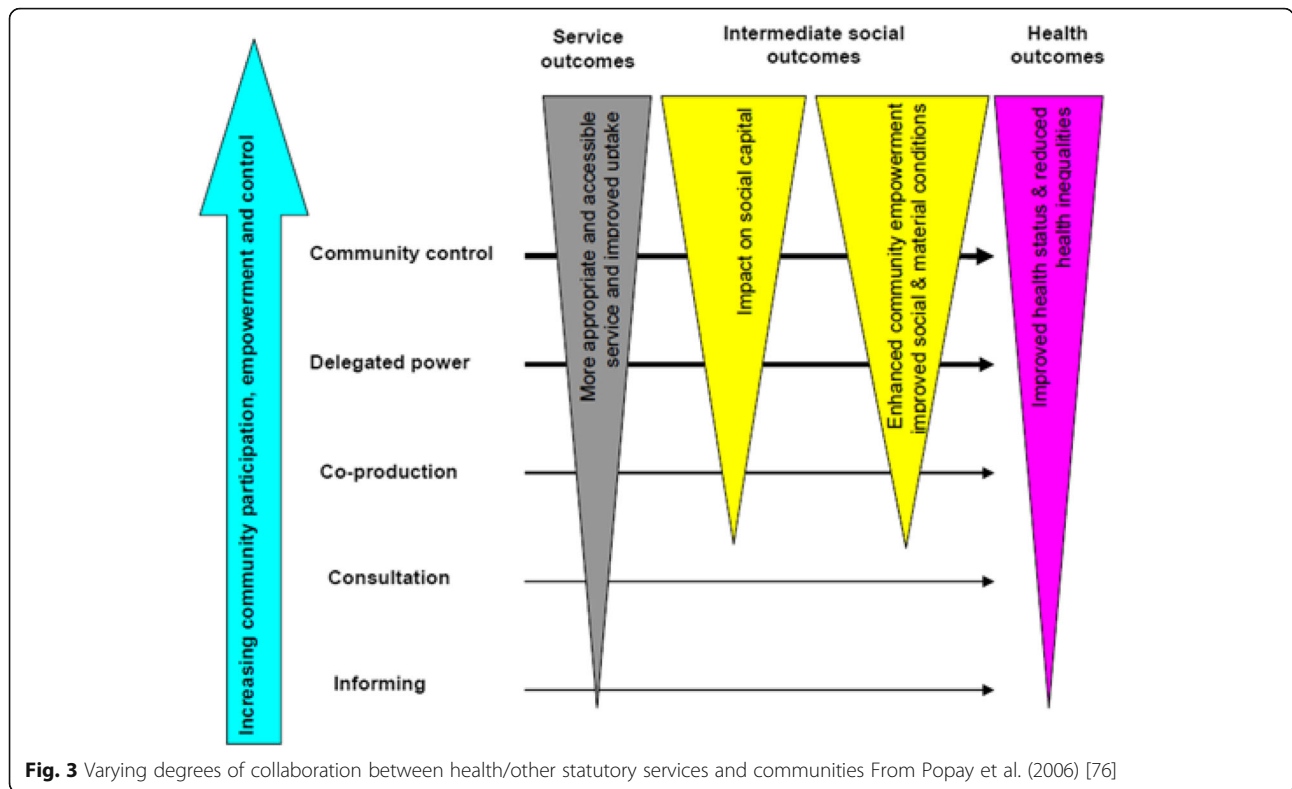 Service
outcomes
Intermediate social
outcomes
Health
outcomes
Increasing community participation, empowerment and control
Community control
Delegated power
Co-production
Consultation
Informing
More appropriate and accessible
service and improved uptake
Impact on social capital
Enhanced community empowerment
improved social & material conditions
Improved health status & reduced
health inequalities
Fig. 3 Varying degrees of collaboration between health/other statutory services and communities From Popay et al. (2006) [76]